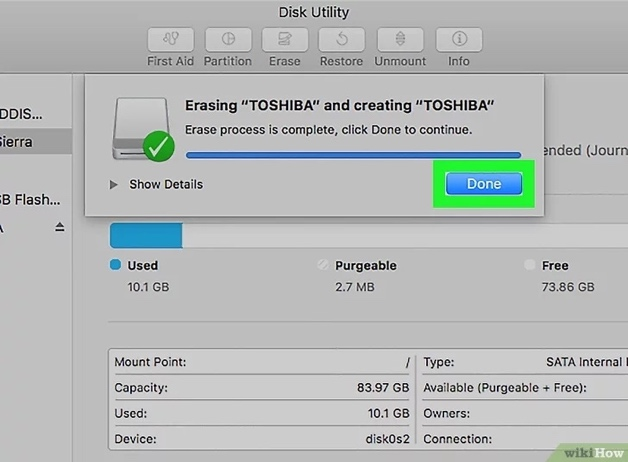 Disk Utility
First Aid
Partition
Erase
Restore
Unmount
Info
Erasing “TOSHIBA” and creating “TOSHIBA”
Erase process is complete, click Done to continue.
Show Details
Done
DDIS...
ierra
B Flash...
A
ended (Journ
Used
10.1 GB
Purgeable
2.7 MB
Free
73.86 GB
Mount Point: /
Capacity: 83.97 GB
Used: 10.1 GB
Device: disk0s2
Type: SATA Internal
Available (Purgeable + Free):
Owners:
Connection:
wikiHow